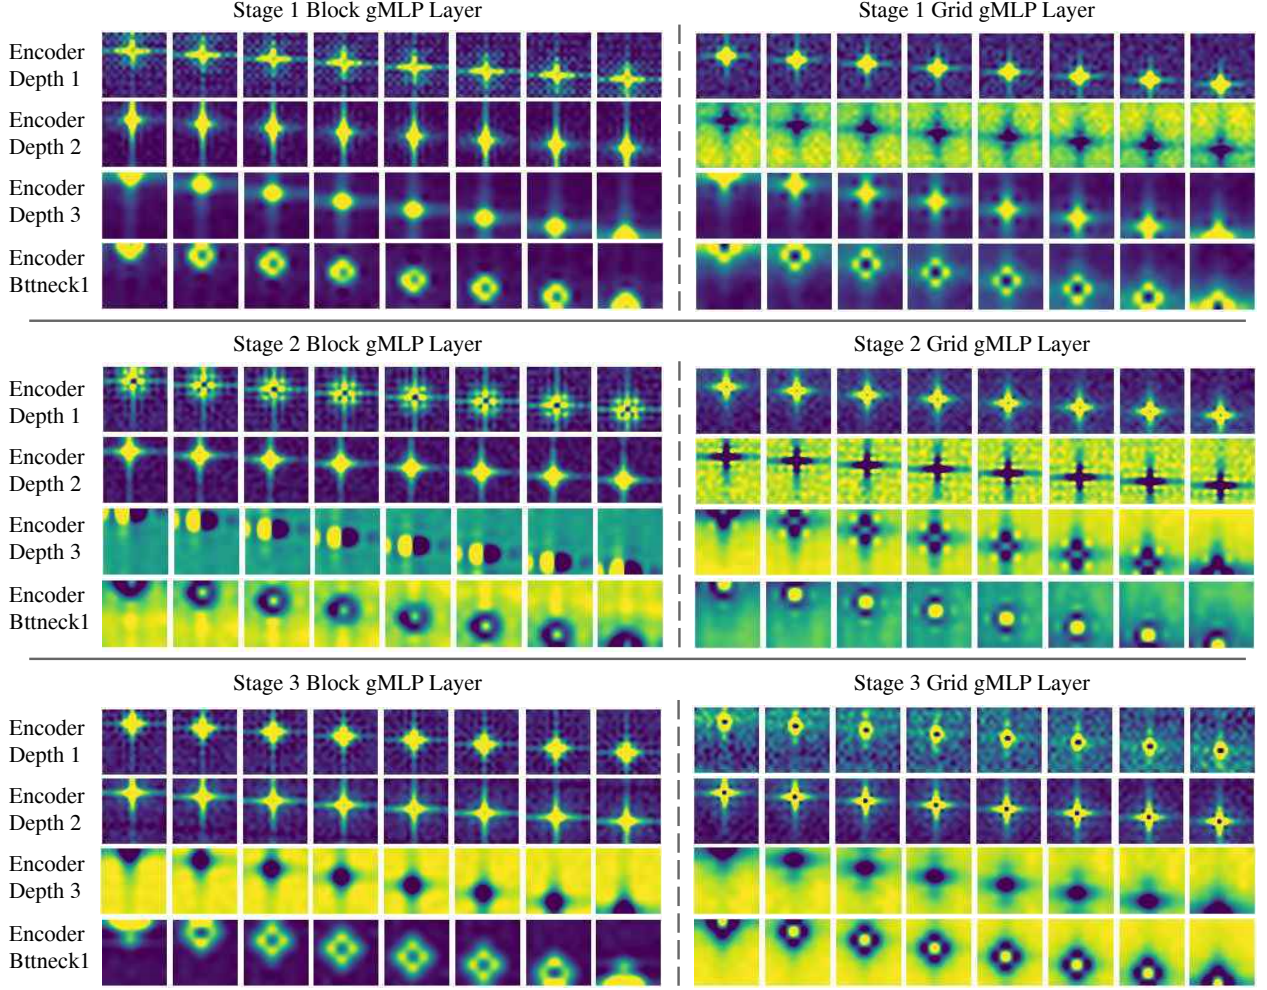 Stage 1 Block gMLP Layer
Stage 1 Grid gMLP Layer
Encoder
Depth 1
Encoder
Depth 2
Encoder
Depth 3
Encoder
Bttneck1
Stage 2 Block gMLP Layer
Stage 2 Grid gMLP Layer
Encoder
Depth 1
Encoder
Depth 2
Encoder
Depth 3
Encoder
Bttneck1
Stage 3 Block gMLP Layer
Stage 3 Grid gMLP Layer
Encoder
Depth 1
Encoder
Depth 2
Encoder
Depth 3
Encoder
Bttneck1